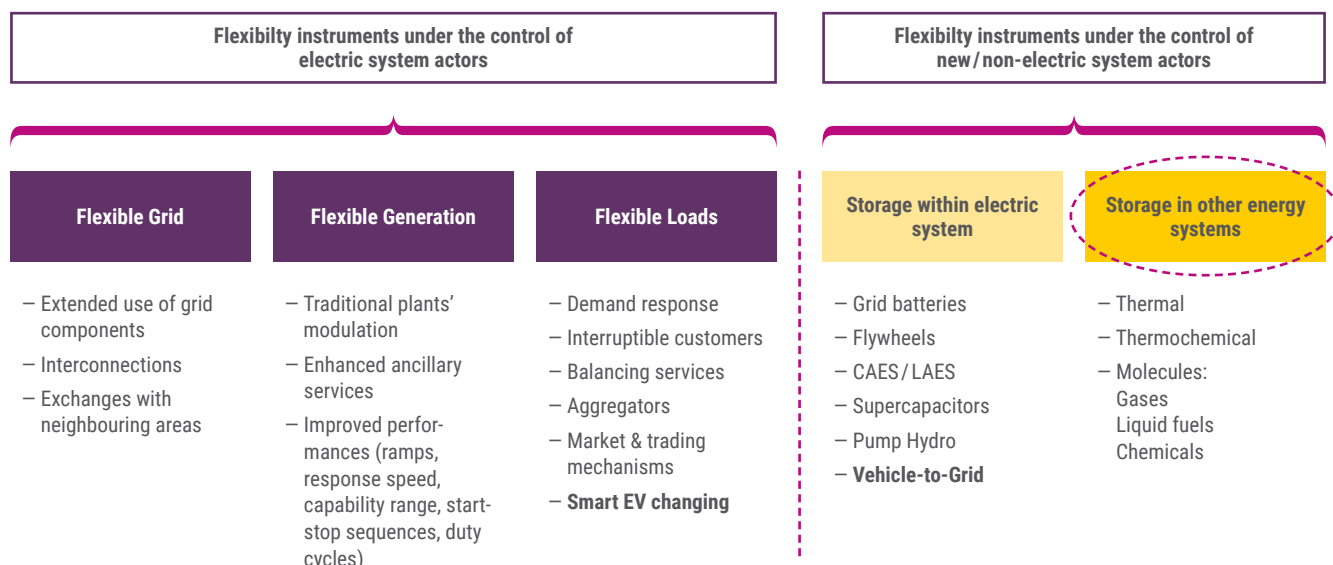 Flexibilty instruments under the control of
electric system actors
Flexibilty instruments under the control of
new/non-electric system actors
Flexible Grid
Flexible Generation
Flexible Loads
Storage within electric
system
Storage in other energy
systems
— Extended use of grid
components
— Interconnections
— Exchanges with
neighbouring areas
— Traditional plants’
modulation
— Enhanced ancillary
services
— Improved perfor-
mances (ramps,
response speed,
capability range, start-
stop sequences, duty
cycles)
— Demand response
— Interruptible customers
— Balancing services
— Aggregators
— Market & trading
mechanisms
— Smart EV changing
— Grid batteries
— Flywheels
— CAES/LAES
— Supercapacitors
— Pump Hydro
— Vehicle-to-Grid
— Thermal
— Thermochemical
— Molecules:
Gases
Liquid fuels
Chemicals